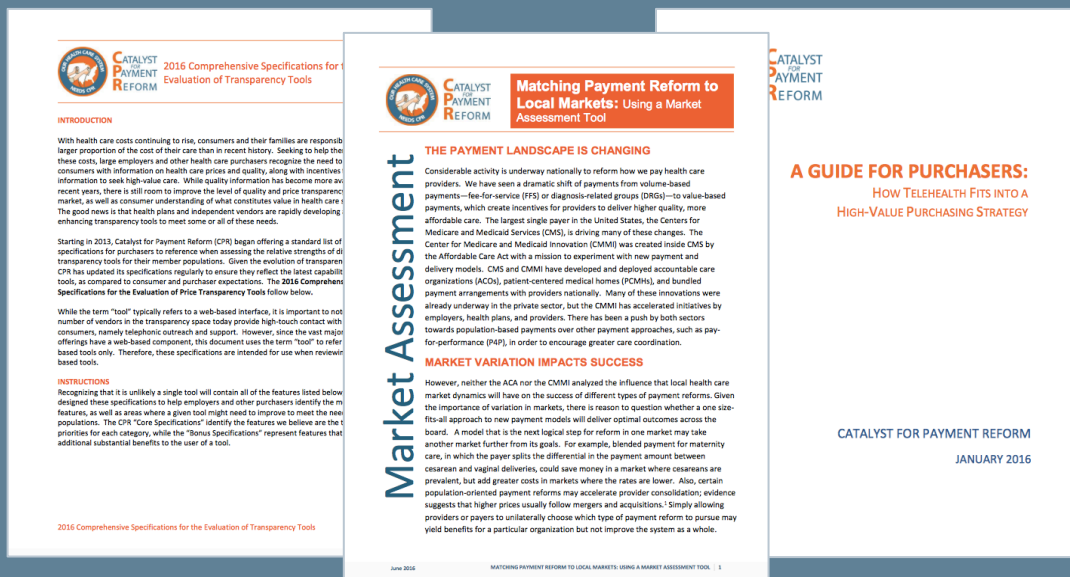 OUR HEALTH CARE SYSTEM
NEEDS CPR
CATALYST
FOR
PAYMENT
REFORM
2016 Comprehensive Specifications for
Evaluation of Transparency Tools
INTRODUCTION
With health care costs continuing to rise, consumers and their families are
larger proportion of the cost of their care than in recent history. Seeking to help
these costs, large employers and other health care purchasers recognize the need to
consumers with information on health care prices and quality, along with incentives
information to seek high-value care. While quality information has become more
recent years, there is still room to improve the level of quality and price
market, as well as consumer understanding of what constitutes value in health care
The good news is that health plans and independent vendors are rapidly developing
enhancing transparency tools to meet some or all of these needs.
Starting in 2013, Catalyst for Payment Reform (CPR) began offering a standard list of
specifications for purchasers to reference when assessing the relative strengths of
transparency tools for their member populations. Given the evolution of
CPR has updated its specifications regularly to ensure they reflect the latest
tools, as compared to consumer and purchaser expectations. The 2016
Specifications for the Evaluation of Price Transparency Tools follow below.
While the term “tool” typically refers to a web-based interface, it is important to
number of vendors in the transparency space today provide high-touch contact with
consumers, namely telephonic outreach and support. However, since the vast
offerings have a web-based component, this document uses the term “tool” to refer
based tools only. Therefore, these specifications are intended for use when
based tools.
INSTRUCTIONS
Recognizing that it is unlikely a single tool will contain all of the features listed below
designed these specifications to help employers and other purchasers identify the
features, as well as areas where a given tool might need to improve to meet the
populations. The CPR “Core Specifications” identify the features we believe are the
priorities for each category, while the “Bonus Specifications” represent features that
additional substantial benefits to the user of a tool.
2016 Comprehensive Specifications for the Evaluation of Transparency Tools
OUR HEALTH CARE SYSTEM
NEEDS CPR
CATALYST
FOR
PAYMENT
REFORM
Matching Payment Reform to
Local Markets: Using a Market
Assessment Tool
Market Assessment
THE PAYMENT LANDSCAPE IS CHANGING
Considerable activity is underway nationally to reform how we pay health care
providers. We have seen a dramatic shift of payments from volume-based
payments—fee-for-service (FFS) or diagnosis-related groups (DRGs)—to value-based
payments, which create incentives for providers to deliver higher quality, more
affordable care. The largest single payer in the United States, the Centers for
Medicare and Medicaid Services (CMS), is driving many of these changes. The
Center for Medicare and Medicaid Innovation (CMMI) was created inside CMS by
the Affordable Care Act with a mission to experiment with new payment and
delivery models. CMS and CMMI have developed and deployed accountable care
organizations (ACOs), patient-centered medical homes (PCMHs), and bundled
payment arrangements with providers nationally. Many of these innovations were
already underway in the private sector, but the CMMI has accelerated initiatives by
employers, health plans, and providers. There has been a push by both sectors
towards population-based payments over other payment approaches, such as pay-
for-performance (P4P), in order to encourage greater care coordination.
MARKET VARIATION IMPACTS SUCCESS
However, neither the ACA nor the CMMI analyzed the influence that local health care
market dynamics will have on the success of different types of payment reforms. Given
the importance of variation in markets, there is reason to question whether a one size-
fits-all approach to new payment models will deliver optimal outcomes across the
board. A model that is the next logical step for reform in one market may take
another market further from its goals. For example, blended payment for maternity
care, in which the payer splits the differential in the payment amount between
cesarean and vaginal deliveries, could save money in a market where cesareans are
prevalent, but add greater costs in markets where the rates are lower. Also, certain
population-oriented payment reforms may accelerate provider consolidation; evidence
suggests that higher prices usually follow mergers and acquisitions.¹ Simply allowing
providers or payers to unilaterally choose which type of payment reform to pursue may
yield benefits for a particular organization but not improve the system as a whole.
June 2016
MATCHING PAYMENT REFORM TO LOCAL MARKETS: USING A MARKET ASSESSMENT TOOL | 1
CATALYST
FOR
PAYMENT
REFORM
A GUIDE FOR PURCHASERS:
HOW TELEHEALTH FITS INTO A
HIGH-VALUE PURCHASING STRATEGY
CATALYST FOR PAYMENT REFORM
JANUARY 2016